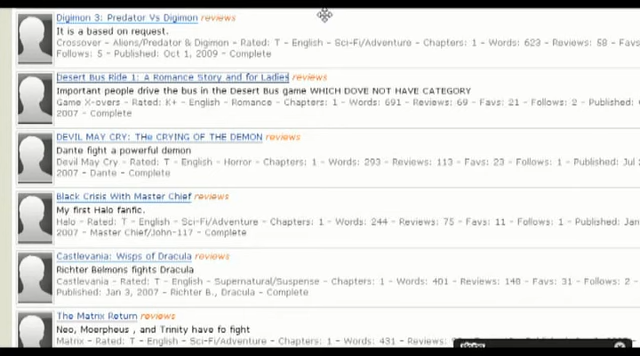 Digimon 3: Predator Vs Digimon reviews
It is a based on request.
Crossover - Aliens/Predator & Digimon - Rated: T - English - Sci-Fi/Adventure - Chapters: 1 - Words: 623 - Reviews: 58 - Favs
Follows: 5 - Published: Oct 1, 2009 - Complete
Desert Bus Ride 1: A Romance Story and for Ladies reviews
Important people drive the bus in the Desert Bus game WHICH DOVE NOT HAVE CATEGORY
Game X-overs - Rated: K+ - English - Romance - Chapters: 1 - Words: 691 - Reviews: 69 - Favs: 21 - Follows: 2 - Published:
2007 - Complete
DEVIL MAY CRY: THe CRYING OF THE DEMON reviews
Dante fight a powerful demon
Devil May Cry - Rated: T - English - Horror - Chapters: 1 - Words: 293 - Reviews: 113 - Favs: 23 - Follows: 1 - Published: Jul
2007 - Dante - Complete
Black Crisis With Master Chief reviews
My first Halo fanfic.
Halo - Rated: T - English - Sci-Fi/Adventure - Chapters: 1 - Words: 244 - Reviews: 75 - Favs: 11 - Follows: 1 - Published: Jan
2007 - Master Chief/John-117 - Complete
Castlevania: Wisps of Dracula reviews
Richter Belmons fights Dracula
Castlevania - Rated: T - English - Supernatural/Suspense - Chapters: 1 - Words: 401 - Reviews: 148 - Favs: 31 - Follows: 2 -
Published: Jan 3, 2007 - Richter B., Dracula - Complete
The Matrix Return reviews
Neo, Moerpheus , and Trinity have fo fight
Matrix - Rated: T - English - Sci-Fi/Adventure - Chapters: 1 - Words: 431 -